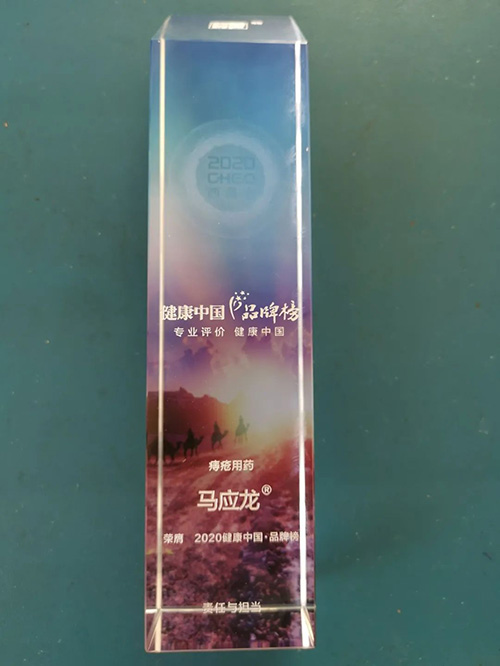 2020
CHEC
健康中国 品牌榜
专业评价 健康中国
痔疮用药
马应龙®
荣膺 2020健康中国·品牌榜
责任与担当